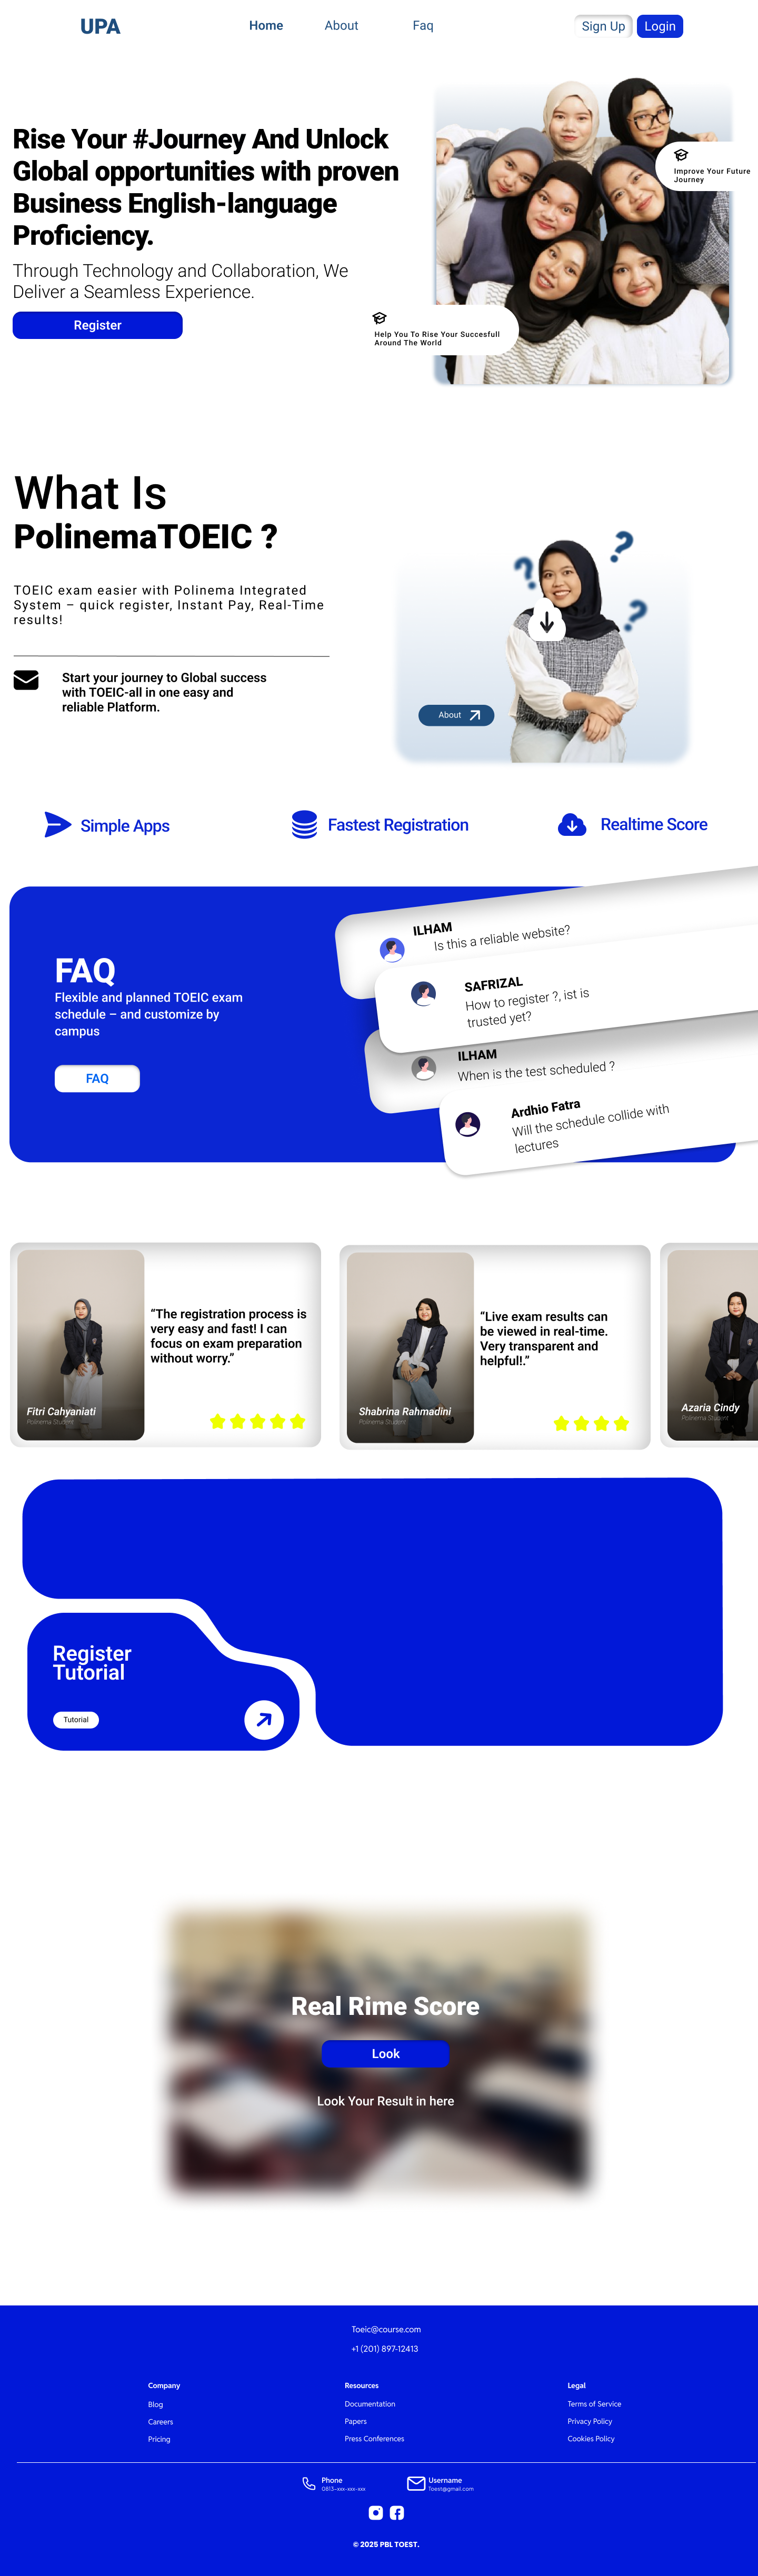 UPA
Home
About
Faq
Sign Up
Login
Rise Your #Journey And Unlock
Global opportunities with proven
Business English-language
Proficiency.
Through Technology and Collaboration, We
Deliver a Seamless Experience.
Register
Improve Your Future
Journey
Help You To Rise Your Succesfull
Around The World
What Is
PolinemaTOEIC ?
TOEIC exam easier with Polinema Integrated
System – quick register, Instant Pay, Real-Time
results!
Start your journey to Global success
with TOEIC-all in one easy and
reliable Platform.
? ? ?
About
Simple Apps
Fastest Registration
Realtime Score
FAQ
Flexible and planned TOEIC exam
schedule – and customize by
campus
FAQ
ILHAM
Is this a reliable website?
SAFRIZAL
How to register ?, ist is
trusted yet?
ILHAM
When is the test scheduled ?
Ardhio Fatra
Will the schedule collide with
lectures
“The registration process is
very easy and fast! I can
focus on exam preparation
without worry.”
Fitri Cahyaniati
Polinema Student
“Live exam results can
be viewed in real-time.
Very transparent and
helpful!.”
Shabrina Rahmadini
Polinema Student
Azaria Cindy
Polinema Student
Register
Tutorial
Tutorial
Real Rime Score
Look
Look Your Result in here
Toeic@course.com
+1 (201) 897-12413
Company
Blog
Careers
Pricing
Resources
Documentation
Papers
Press Conferences
Legal
Terms of Service
Privacy Policy
Cookies Policy
Phone
0813-xxx-xxx-xxx
Username
Toest@gmail.com
© 2025 PBL TOEST.